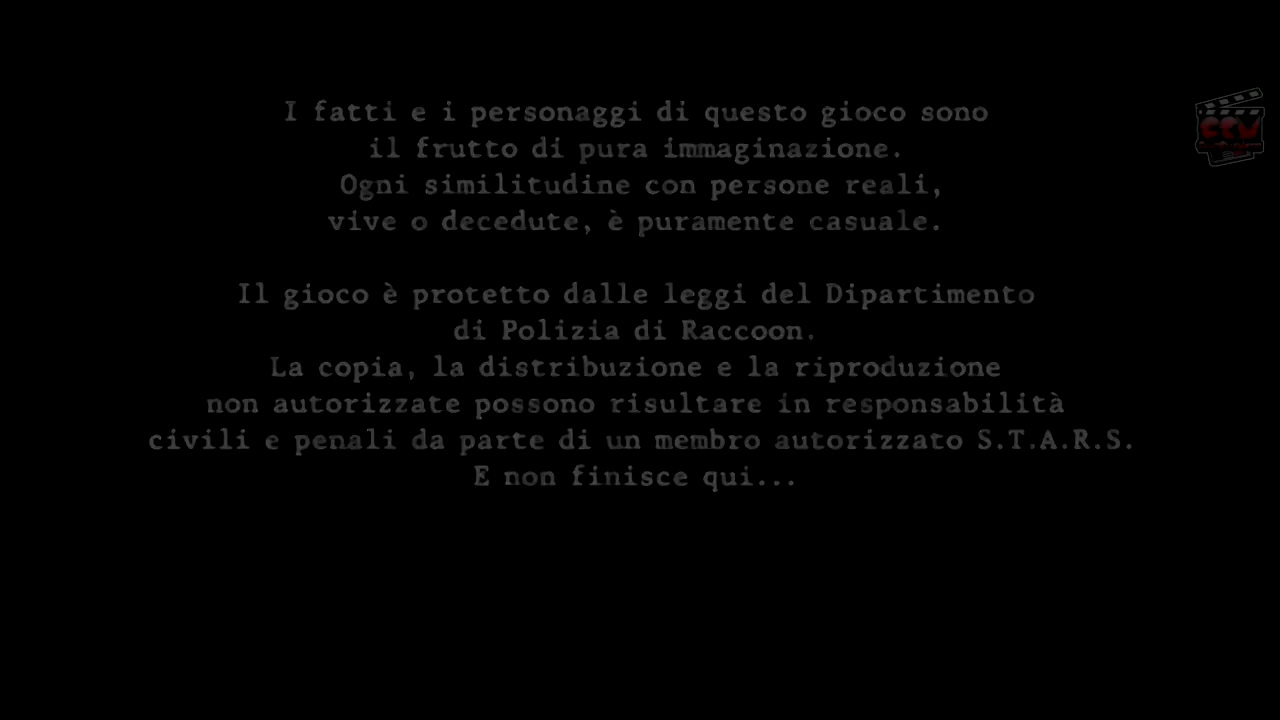 I fatti e i personaggi di questo gioco sono
il frutto di pura immaginazione.
Ogni similitudine con persone reali,
vive o decedute, è puramente casuale.
Il gioco è protetto dalle leggi del Dipartimento
di Polizia di Raccoon.
La copia, la distribuzione e la riproduzione
non autorizzate possono risultare in responsabilità
civili e penali da parte di un membro autorizzato S.T.A.R.S.
E non finisce qui...